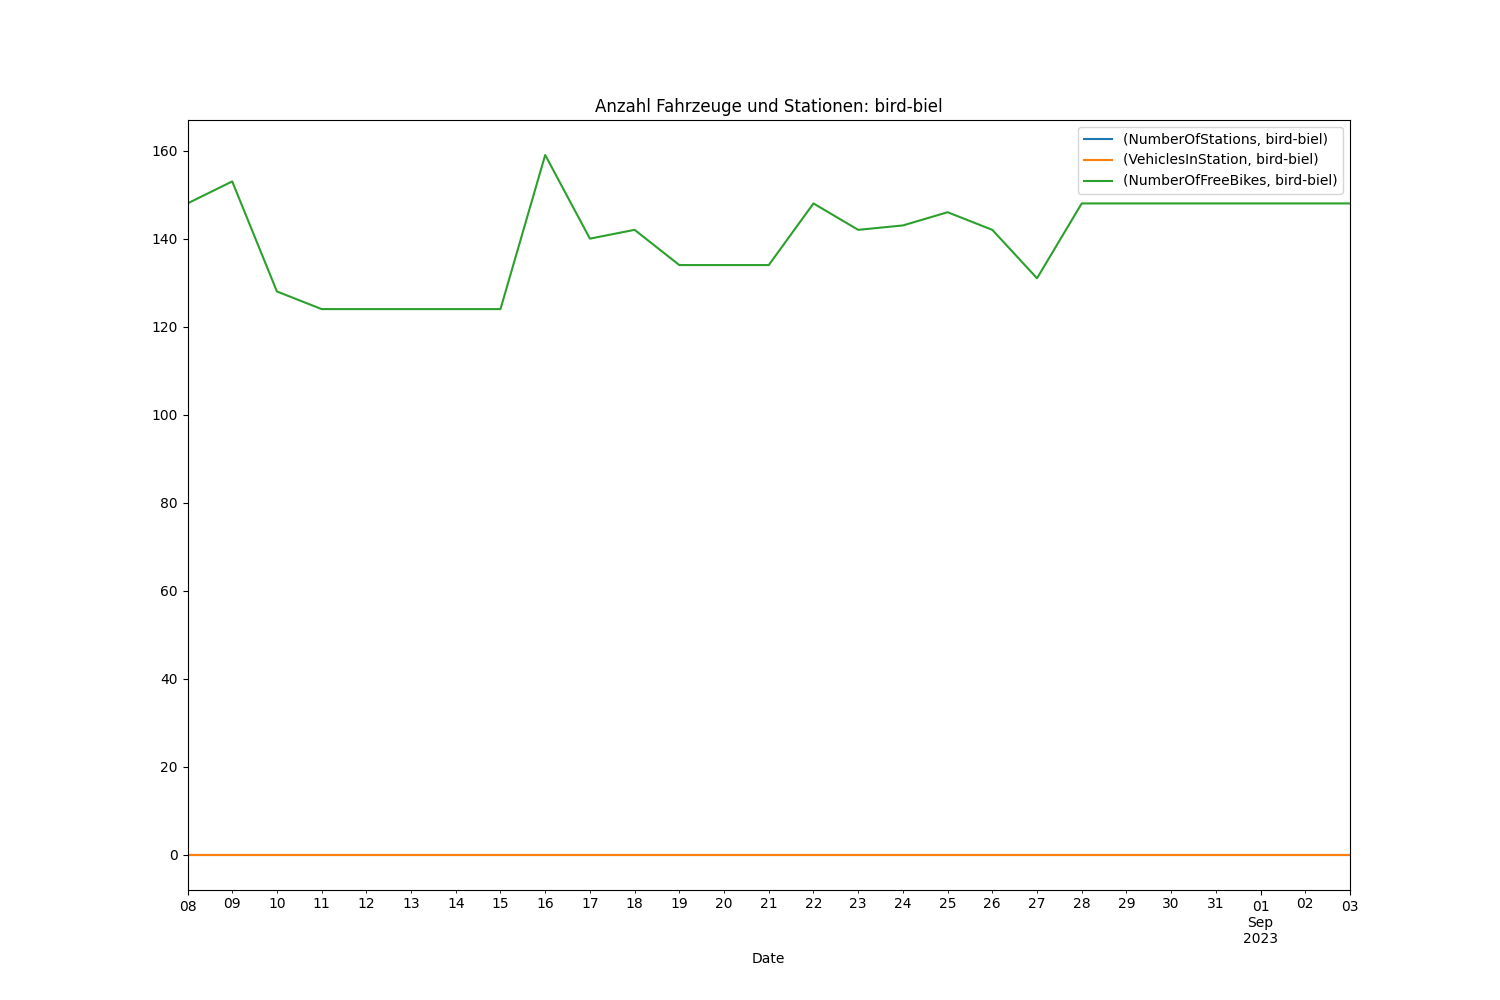 Anzahl Fahrzeuge und Stationen: bird-biel
(NumberOfStations, bird-biel)
(VehiclesInStation, bird-biel)
(NumberOfFreeBikes, bird-biel)
160
140
120
100
80
60
40
20
0
08 09 10 11 12 13 14 15 16 17 18 19 20 21 22 23 24 25 26 27 28 29 30 31 01 02 03
Sep
2023
Date